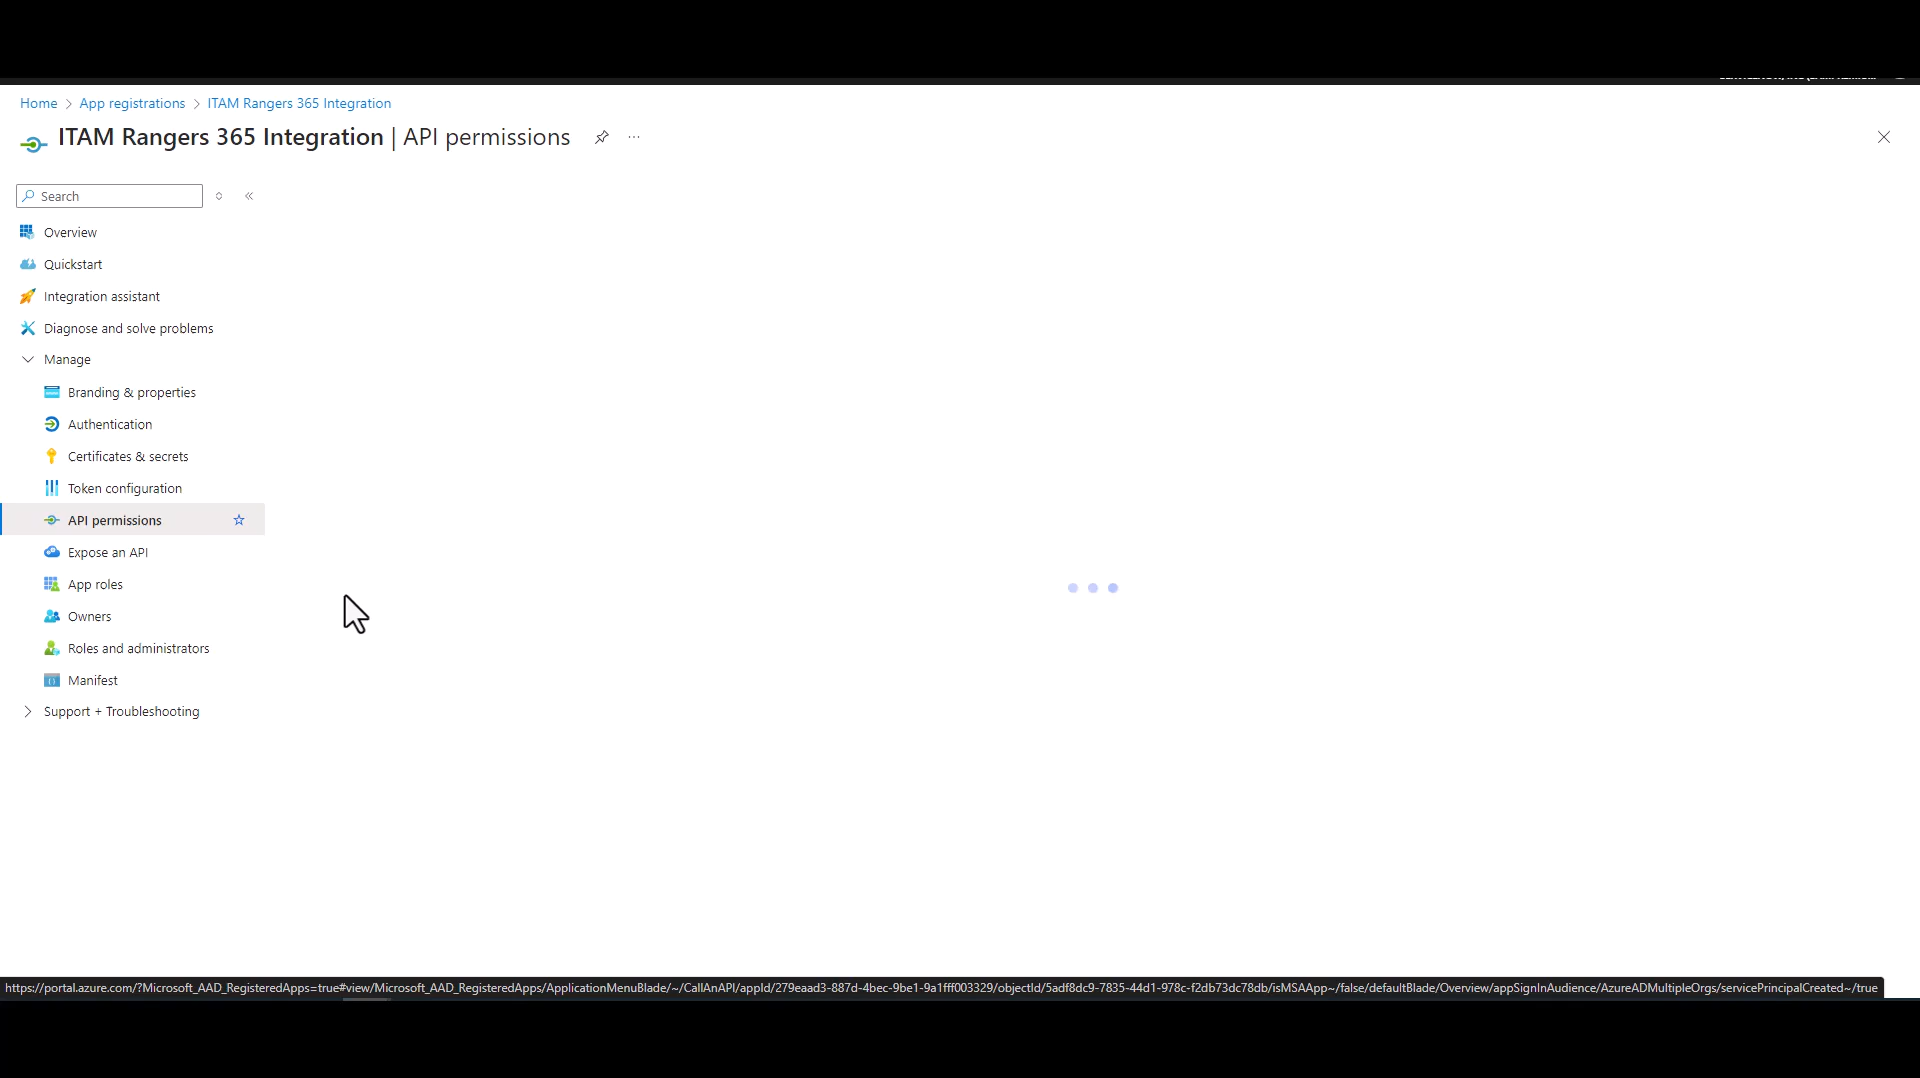 Home > App registrations > ITAM Rangers 365 Integration
ITAM Rangers 365 Integration | API permissions
Search
Overview
Quickstart
Integration assistant
Diagnose and solve problems
Manage
Branding & properties
Authentication
Certificates & secrets
Token configuration
API permissions
Expose an API
App roles
Owners
Roles and administrators
Manifest
Support + Troubleshooting
https://portal.azure.com/?Microsoft_AAD_RegisteredApps=true#view/Microsoft_AAD_RegisteredApps/ApplicationMenuBlade/~/CallAnAPI/appId/279eaad3-887d-4bec-9be1-9a1fff003329/objectId/5adf8dc9-7835-44d1-978c-f2db73dc78db/isMSAApp~/false/defaultBlade/Overview/appSignInAudience/AzureADMultipleOrgs/servicePrincipalCreated~/true